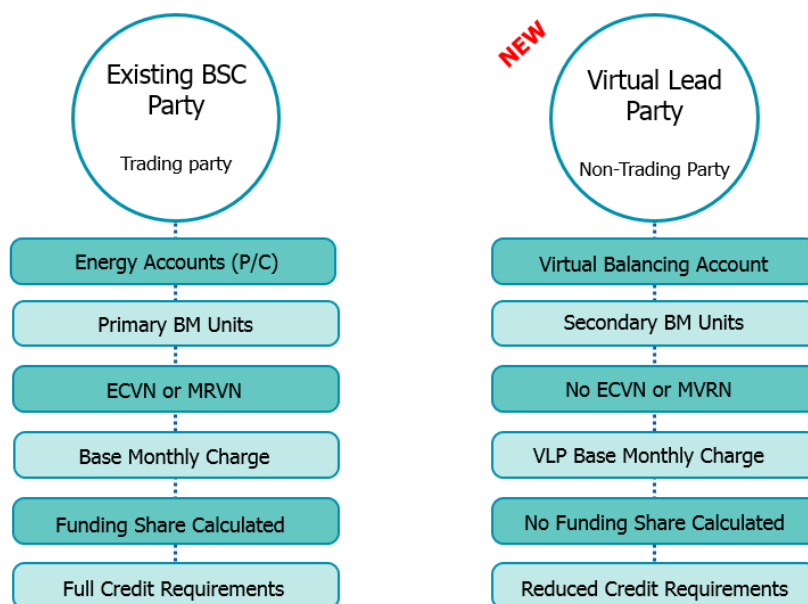 Existing BSC
Party
Trading party
Energy Accounts (P/C)
Primary BM Units
ECVN or MRVN
Base Monthly Charge
Funding Share Calculated
Full Credit Requirements
NEW
Virtual Lead
Party
Non-Trading Party
Virtual Balancing Account
Secondary BM Units
No ECVN or MVRN
VLP Base Monthly Charge
No Funding Share Calculated
Reduced Credit Requirements